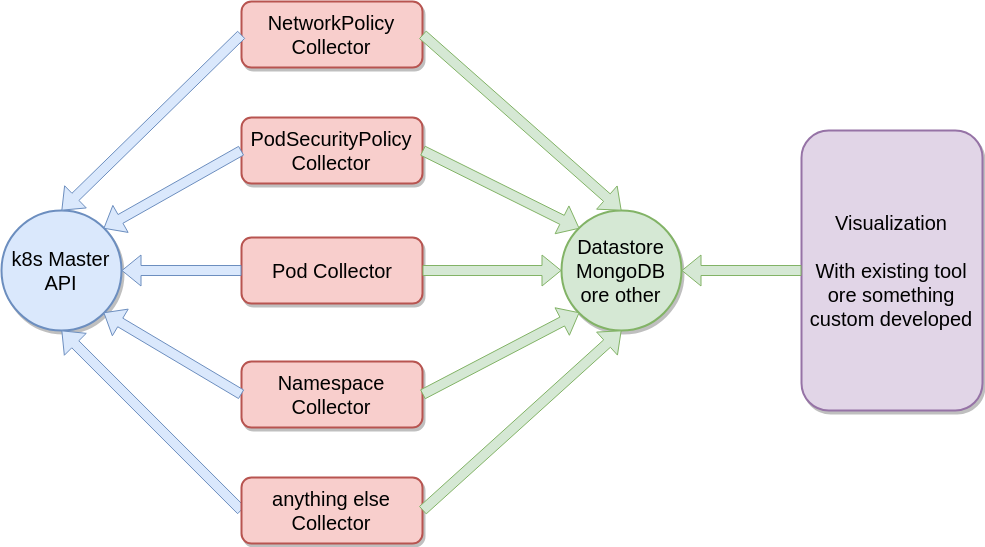 NetworkPolicy
Collector
PodSecurityPolicy
Collector
k8s Master
API
Pod Collector
Datastore
MongoDB
ore other
Visualization
With existing tool
ore something
custom developed
Namespace
Collector
anything else
Collector